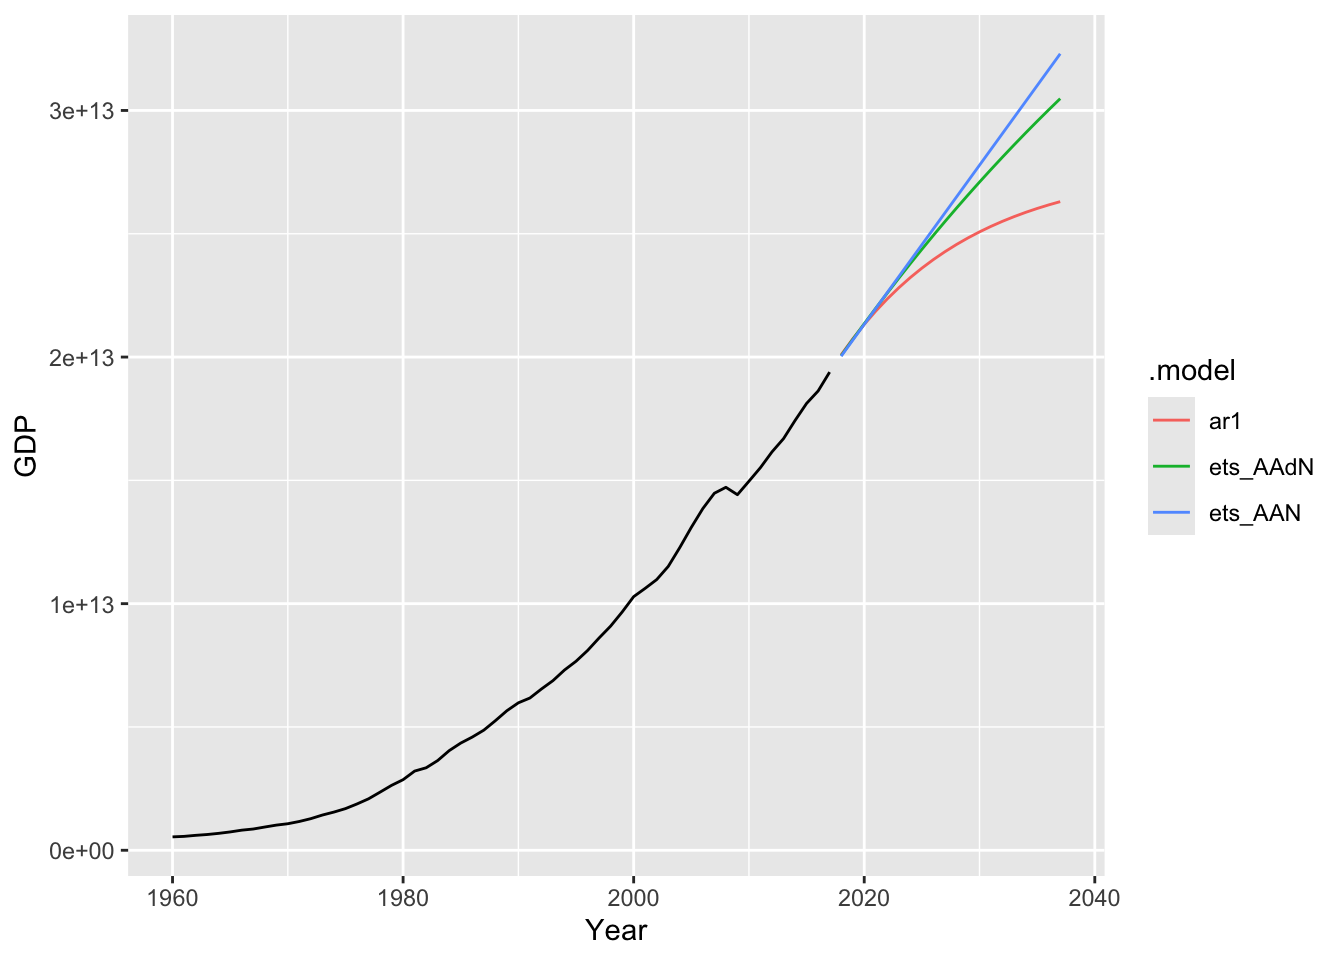 3e+13
2e+13
1e+13
0e+00
GDP
1960
1980
2000
2020
2040
Year
.model
ar1
ets_AAdN
ets_AAN